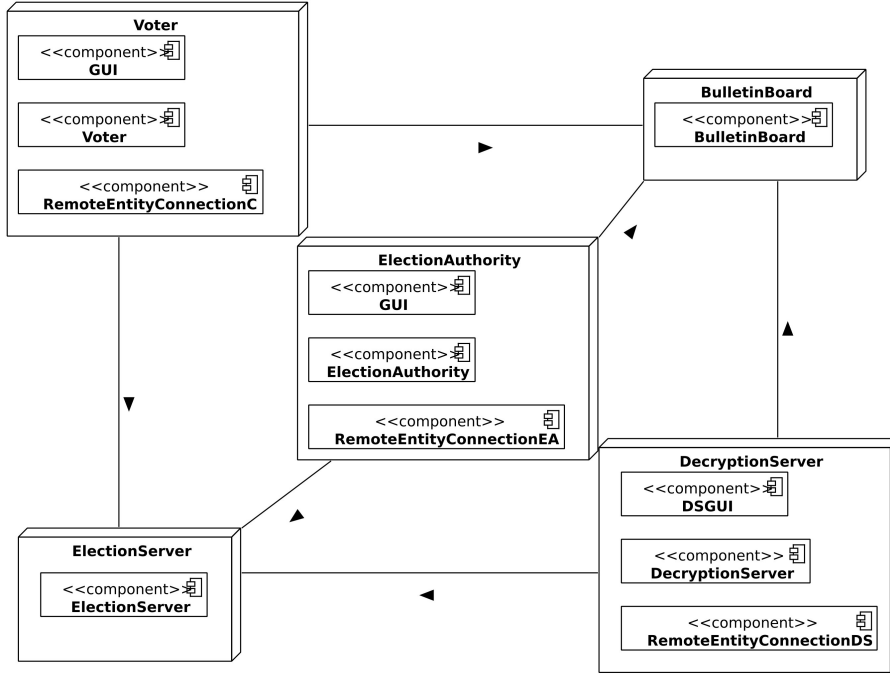 Voter
<<component>>
GUI
<<component>>
Voter
<<component>>
RemoteEntityConnectionC
BulletinBoard
<<component>>
BulletinBoard
ElectionAuthority
<<component>>
GUI
<<component>>
ElectionAuthority
<<component>>
RemoteEntityConnectionEA
DecryptionServer
<<component>>
DSGUI
<<component>>
DecryptionServer
<<component>>
RemoteEntityConnectionDS
ElectionServer
<<component>>
ElectionServer